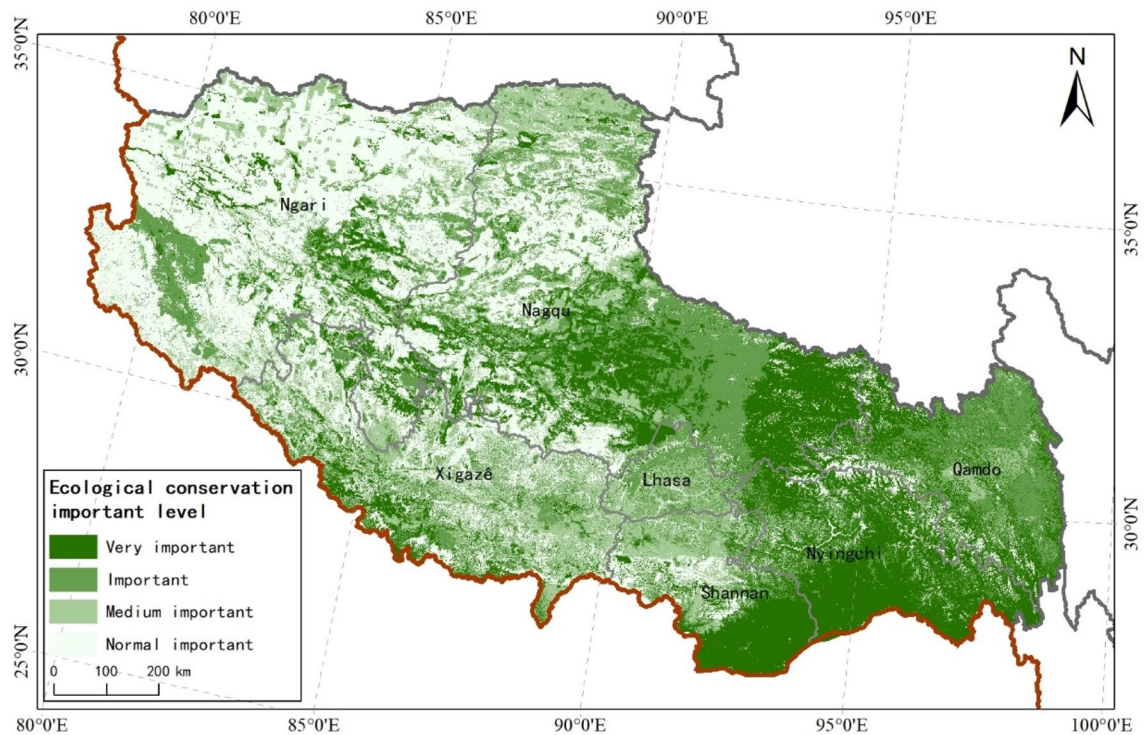 80°0'E 85°0'E 90°0'E 95°0'E
35°0'N
N
35°0'N
Ngari
Nagqu
30°0'N
Xigazê Lhasa Qamdo
Ecological conservation
important level
Very important
Important
Medium important
Normal important
0 100 200 km
30°0'N
Nyingchi
Shannan
25°0'N
80°0'E 85°0'E 90°0'E 95°0'E 100°0'E